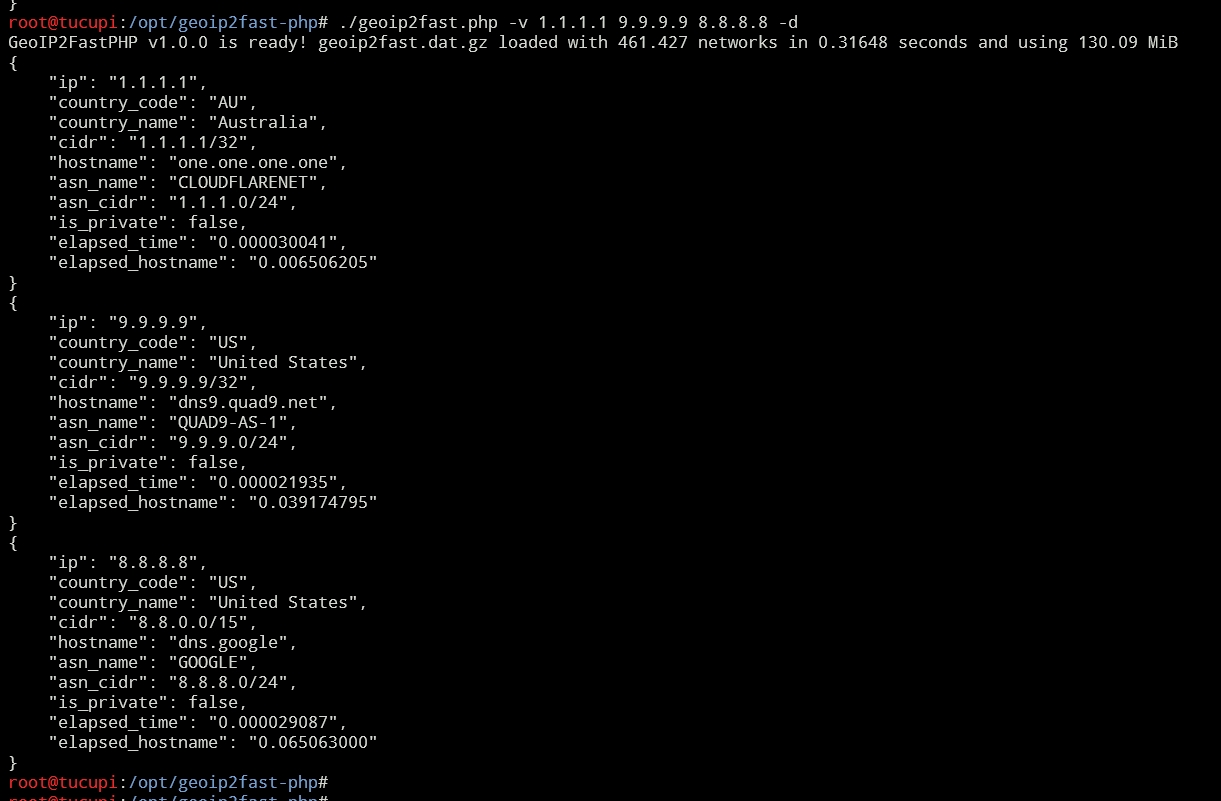 }
root@tucupi:/opt/geoip2fast-php# ./geoip2fast.php -v 1.1.1.1 9.9.9.9 8.8.8.8 -d
GeoIP2FastPHP v1.0.0 is ready! geoip2fast.dat.gz loaded with 461.427 networks in 0.31648 seconds and using 130.09 MiB
{
    "ip": "1.1.1.1",
    "country_code": "AU",
    "country_name": "Australia",
    "cidr": "1.1.1.1/32",
    "hostname": "one.one.one.one",
    "asn_name": "CLOUDFLARENET",
    "asn_cidr": "1.1.1.0/24",
    "is_private": false,
    "elapsed_time": "0.000030041",
    "elapsed_hostname": "0.006506205"
}
{
    "ip": "9.9.9.9",
    "country_code": "US",
    "country_name": "United States",
    "cidr": "9.9.9.9/32",
    "hostname": "dns9.quad9.net",
    "asn_name": "QUAD9-AS-1",
    "asn_cidr": "9.9.9.0/24",
    "is_private": false,
    "elapsed_time": "0.000021935",
    "elapsed_hostname": "0.039174795"
}
{
    "ip": "8.8.8.8",
    "country_code": "US",
    "country_name": "United States",
    "cidr": "8.8.0.0/15",
    "hostname": "dns.google",
    "asn_name": "GOOGLE",
    "asn_cidr": "8.8.8.0/24",
    "is_private": false,
    "elapsed_time": "0.000029087",
    "elapsed_hostname": "0.065063000"
}
root@tucupi:/opt/geoip2fast-php#
root@tucupi:/opt/geoip2fast-php#